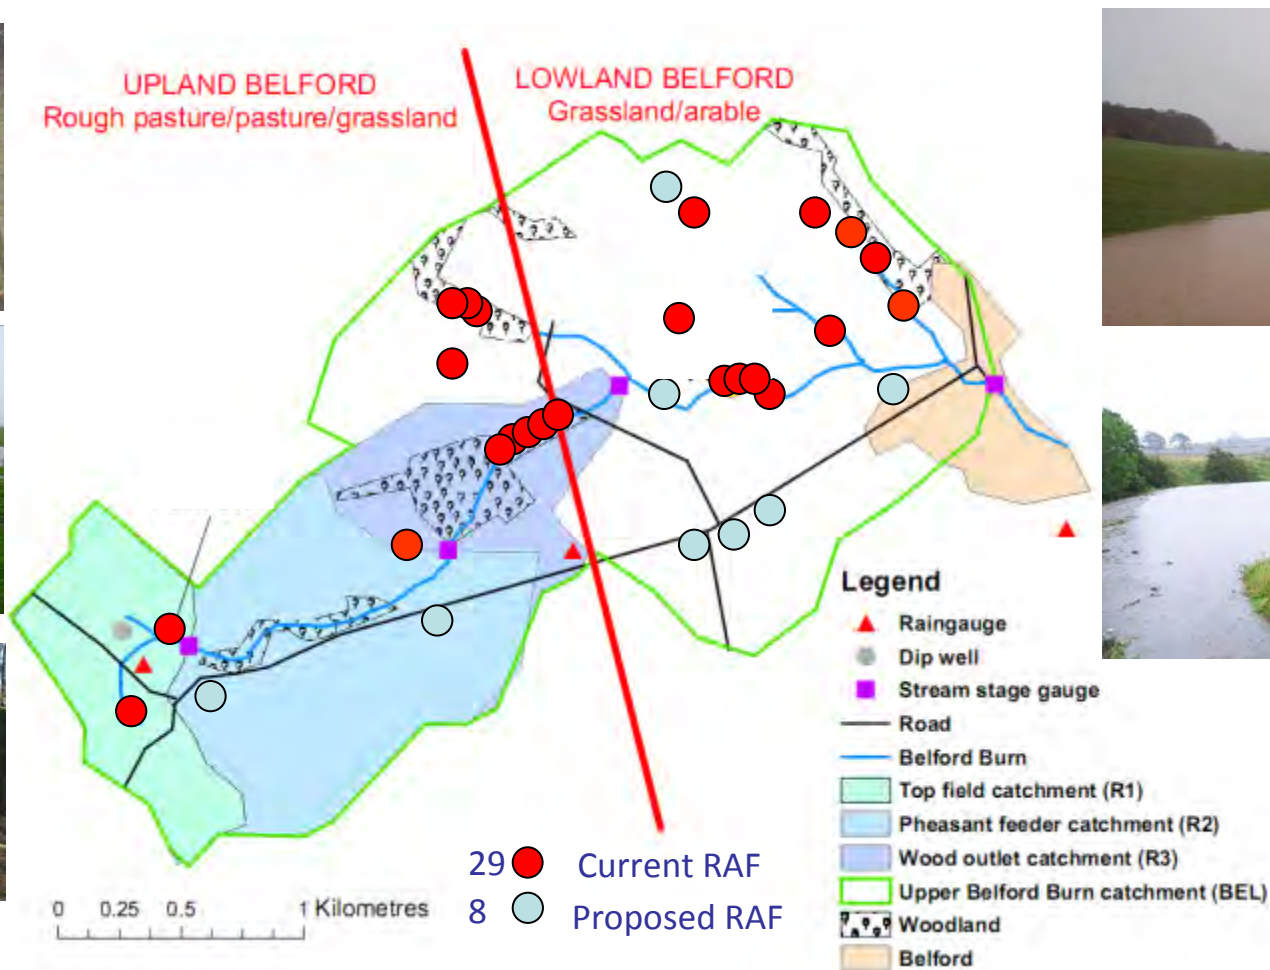 UPLAND BELFORD
Rough pasture/pasture/grassland
LOWLAND BELFORD
Grassland/arable
Legend
Raingauge
Dip well
Stream stage gauge
Road
Belford Burn
Top field catchment (R1)
Pheasant feeder catchment (R2)
Wood outlet catchment (R3)
Upper Belford Burn catchment (BEL)
Woodland
Belford
29 Current RAF
8 Proposed RAF
0 0.25 0.5 1 Kilometres